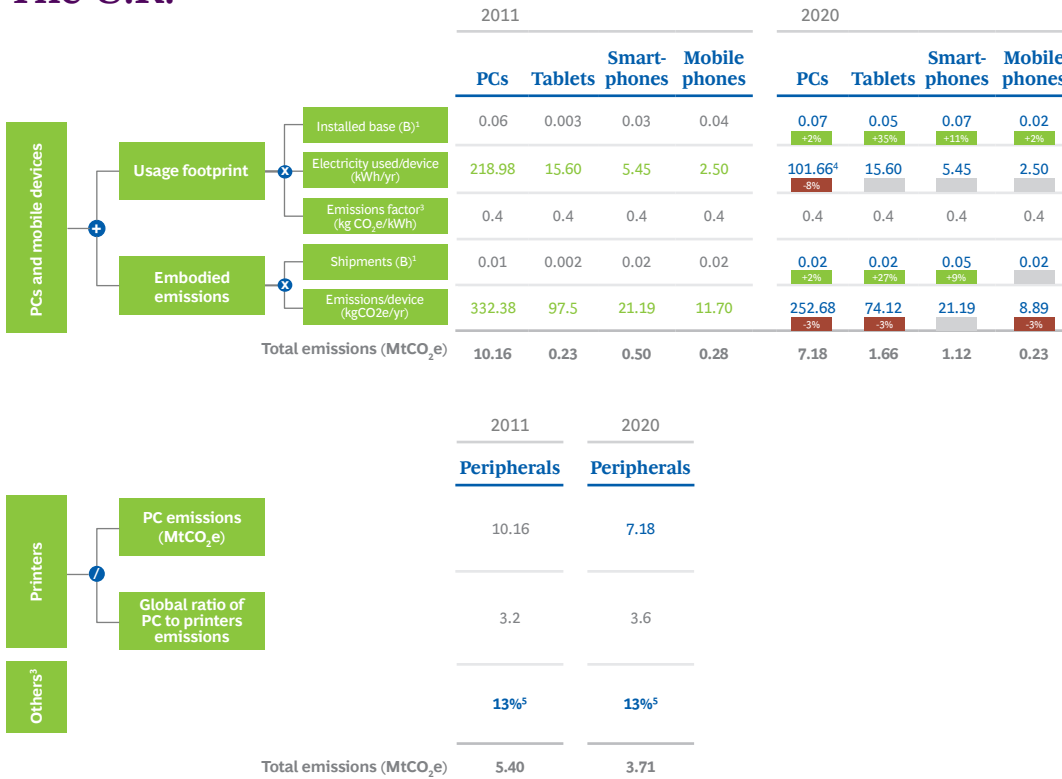 The U.K.
2011 2020
PCs Tablets Smart-phones Mobile phones PCs Tablets Smart-phones Mobile phones
PCs and mobile devices
+
Usage footprint
x
Installed base (B)¹ 0.06 0.003 0.03 0.04 0.07 0.05 0.07 0.02
+2% +35% +11% +2%
Electricity used/device (kWh/yr) 218.98 15.60 5.45 2.50 101.66⁴ 15.60 5.45 2.50
-8%
Emissions factor³ (kg CO₂e/kWh) 0.4 0.4 0.4 0.4 0.4 0.4 0.4 0.4
Embodied emissions
x
Shipments (B)¹ 0.01 0.002 0.02 0.02 0.02 0.02 0.05 0.02
+2% +27% +9%
Emissions/device (kgCO2e/yr) 332.38 97.5 21.19 11.70 252.68 74.12 21.19 8.89
-3% -3% -3%
Total emissions (MtCO₂e) 10.16 0.23 0.50 0.28 7.18 1.66 1.12 0.23
2011 2020
Peripherals Peripherals
Printers
/
PC emissions (MtCO₂e) 10.16 7.18
Global ratio of PC to printers emissions 3.2 3.6
Others³ 13%⁵ 13%⁵
Total emissions (MtCO₂e) 5.40 3.71